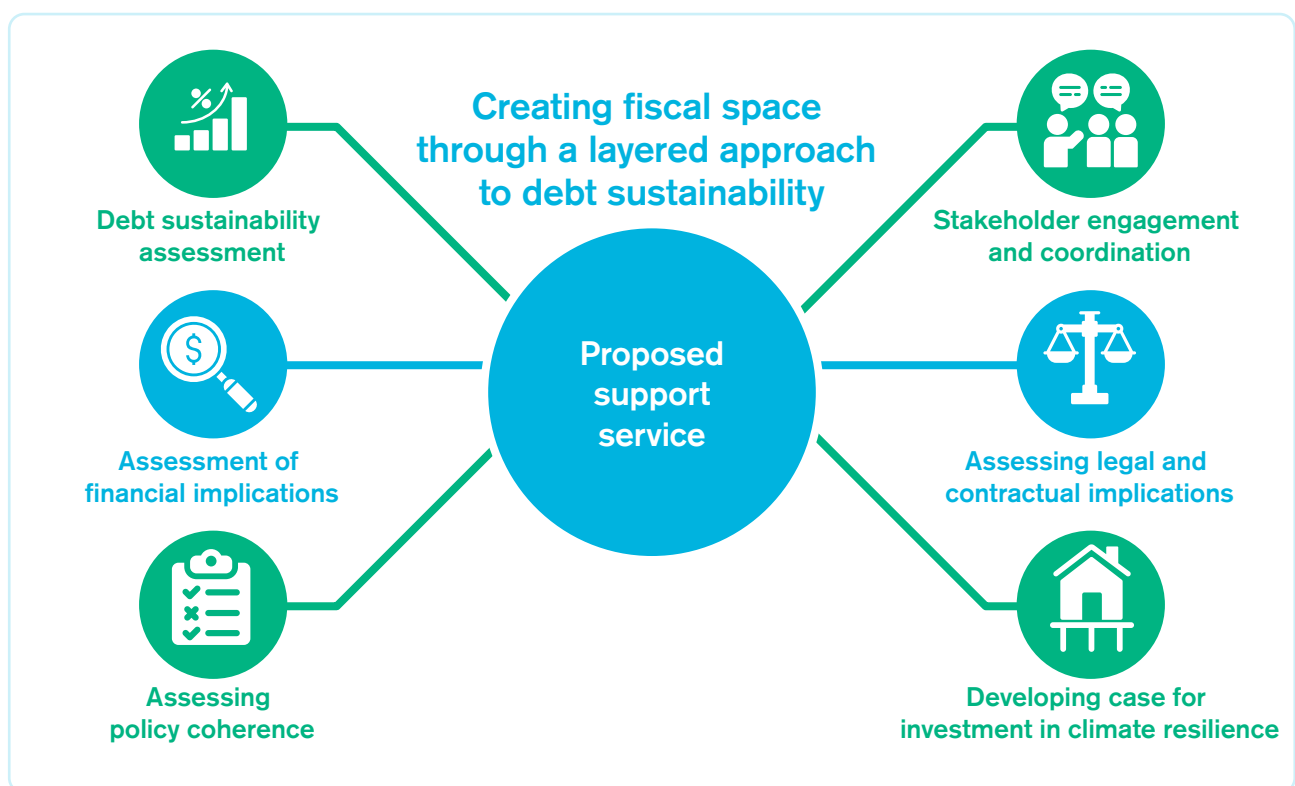 Creating fiscal space
through a layered approach
to debt sustainability
%
Debt sustainability
assessment
$
Assessment of
financial implications
Assessing
policy coherence
Proposed
support
service
Stakeholder engagement
and coordination
Assessing legal and
contractual implications
Developing case for
investment in climate resilience